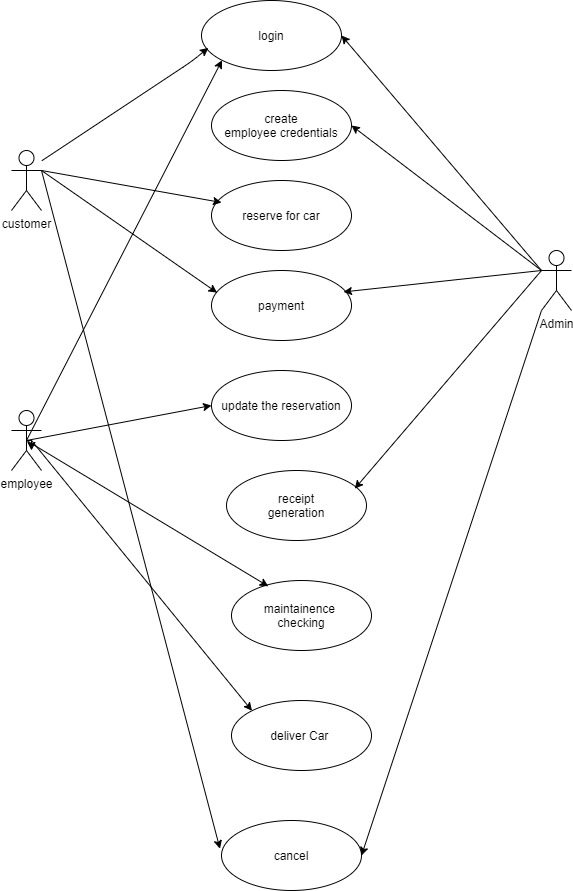 login
create
employee credentials
customer
reserve for car
Admin
payment
update the reservation
employee
receipt
generation
maintainence
checking
deliver Car
cancel